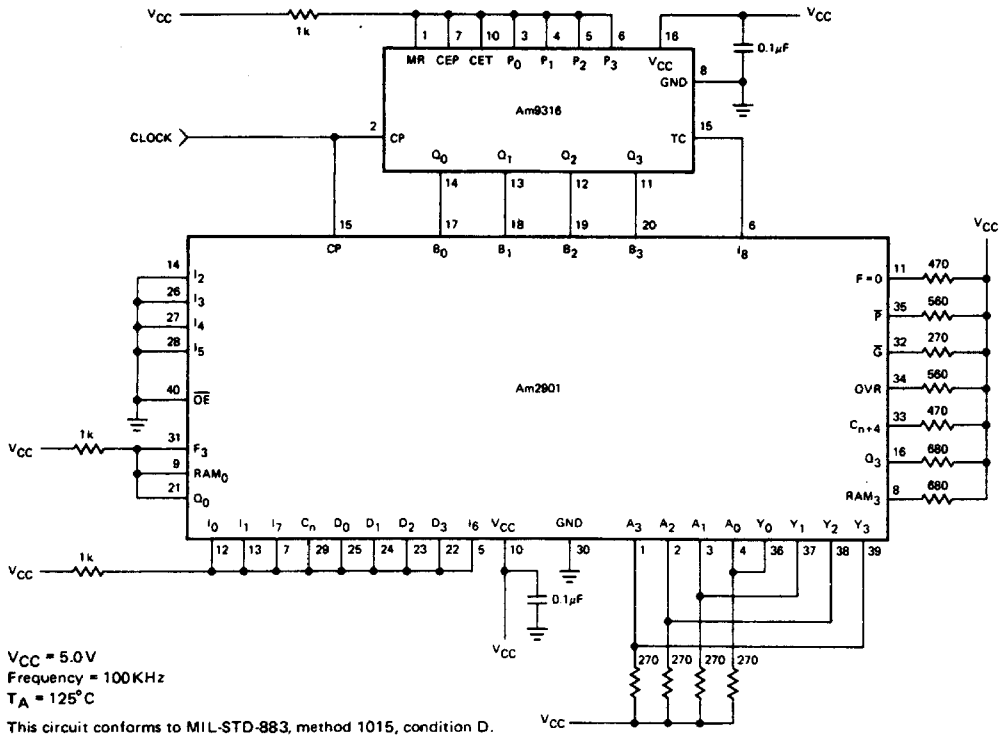 VCC 1k VCC
1 7 10 3 4 5 6 16
MR CEP CET P0 P1 P2 P3 VCC 0.1µF
GND 8
Am9316
CLOCK 2 CP TC 15
Q0 Q1 Q2 Q3
14 13 12 11
15 17 18 19 20 6
CP B0 B1 B2 B3 I8
VCC
14 I2 F=0 11 470
26 I3 P̅ 35 560
27 I4 G̅ 32 270
28 I5
40 O̅E̅ Am2901 OVR 34 560
Cn+4 33 470
VCC 1k 31 F3 Q3 16 680
9 RAM0 RAM3 8 680
21 Q0
I0 I1 I7 Cn D0 D1 D2 D3 I6 VCC GND A3 A2 A1 A0 Y0 Y1 Y2 Y3
12 13 7 29 25 24 23 22 5 10 30 1 2 3 4 36 37 38 39
VCC 1k
0.1µF
VCC
270 270 270 270
VCC
VCC = 5.0V
Frequency = 100KHz
TA = 125°C
This circuit conforms to MIL-STD-883, method 1015, condition D.